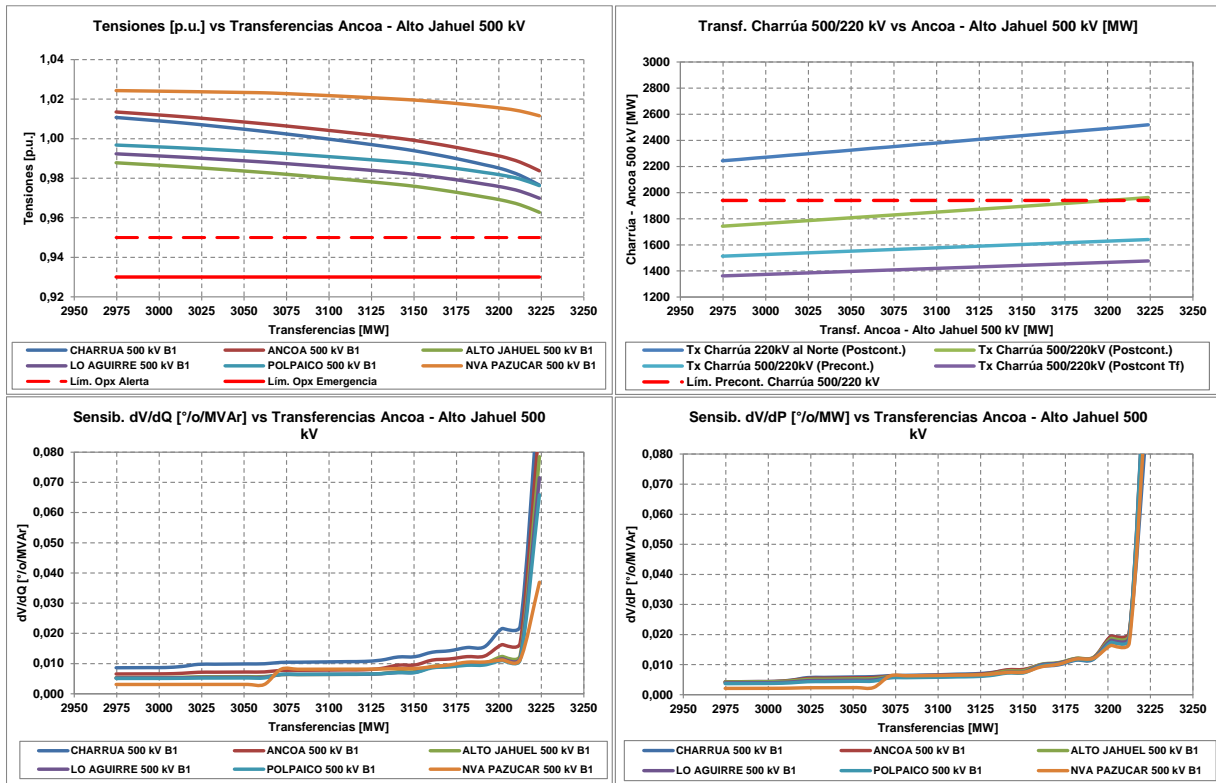 Tensiones [p.u.] vs Transferencias Ancoa - Alto Jahuel 500 kV
Tensiones [p.u.]
1,04
1,02
1,00
0,98
0,96
0,94
0,92
2950 2975 3000 3025 3050 3075 3100 3125 3150 3175 3200 3225 3250
Transferencias [MW]
CHARRUA 500 kV B1 ANCOA 500 kV B1 ALTO JAHUEL 500 kV B1
LO AGUIRRE 500 kV B1 POLPAICO 500 kV B1 NVA PAZUCAR 500 kV B1
Lím. Opx Alerta Lím. Opx Emergencia
Transf. Charrúa 500/220 kV vs Ancoa - Alto Jahuel 500 kV [MW]
Charrúa - Ancoa 500 kV [MW]
3000
2800
2600
2400
2200
2000
1800
1600
1400
1200
2950 2975 3000 3025 3050 3075 3100 3125 3150 3175 3200 3225 3250
Transf. Ancoa - Alto Jahuel 500 kV [MW]
Tx Charrúa 220kV al Norte (Postcont.) Tx Charrúa 500/220kV (Postcont.)
Tx Charrúa 500/220kV (Precont.) Tx Charrúa 500/220kV (Postcont Tf)
Lím. Precont. Charrúa 500/220 kV
Sensib. dV/dQ [°/o/MVAr] vs Transferencias Ancoa - Alto Jahuel 500
kV
dV/dQ [°/o/MVAr]
0,080
0,070
0,060
0,050
0,040
0,030
0,020
0,010
0,000
2950 2975 3000 3025 3050 3075 3100 3125 3150 3175 3200 3225 3250
Transferencias [MW]
CHARRUA 500 kV B1 ANCOA 500 kV B1 ALTO JAHUEL 500 kV B1
LO AGUIRRE 500 kV B1 POLPAICO 500 kV B1 NVA PAZUCAR 500 kV B1
Sensib. dV/dP [°/o/MW] vs Transferencias Ancoa - Alto Jahuel 500
kV
dV/dP [°/o/MVAr]
0,080
0,070
0,060
0,050
0,040
0,030
0,020
0,010
0,000
2950 2975 3000 3025 3050 3075 3100 3125 3150 3175 3200 3225 3250
Transferencias [MW]
CHARRUA 500 kV B1 ANCOA 500 kV B1 ALTO JAHUEL 500 kV B1
LO AGUIRRE 500 kV B1 POLPAICO 500 kV B1 NVA PAZUCAR 500 kV B1